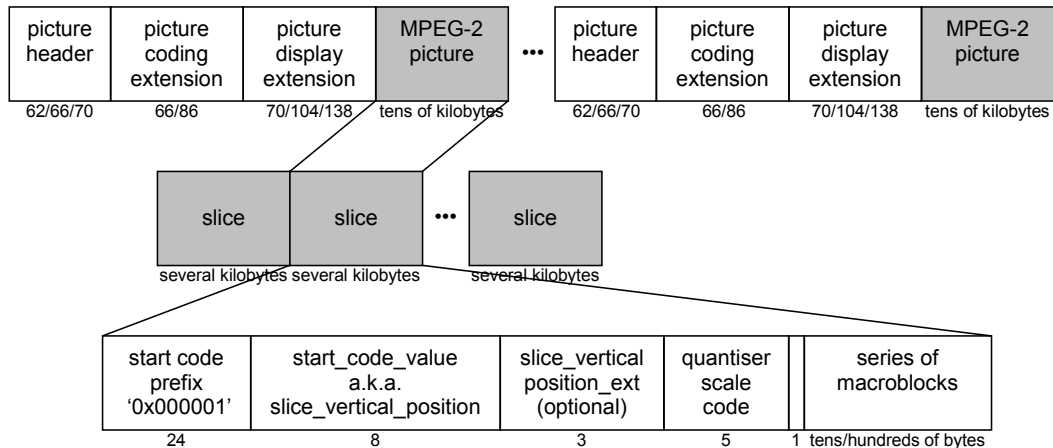 picture header
picture coding extension
picture display extension
MPEG-2 picture
•••
picture header
picture coding extension
picture display extension
MPEG-2 picture
62/66/70
66/86
70/104/138
tens of kilobytes
62/66/70
66/86
70/104/138
tens of kilobytes
slice
slice
•••
slice
several kilobytes
several kilobytes
several kilobytes
start code
prefix
‘0x000001’
start_code_value
a.k.a.
slice_vertical_position
slice_vertical
position_ext
(optional)
quantiser
scale
code
series of
macroblocks
24
8
3
5
1
tens/hundreds of bytes